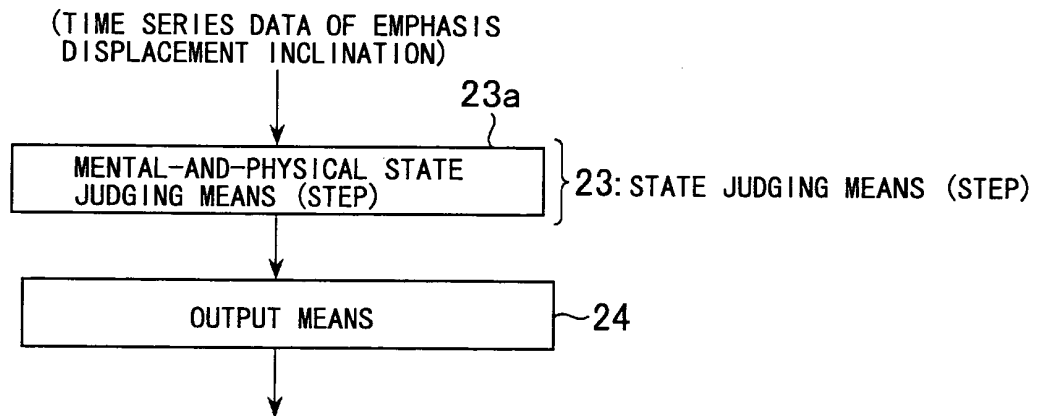 (TIME SERIES DATA OF EMPHASIS
DISPLACEMENT INCLINATION)
23a
MENTAL-AND-PHYSICAL STATE
JUDGING MEANS (STEP)
23: STATE JUDGING MEANS (STEP)
OUTPUT MEANS
24